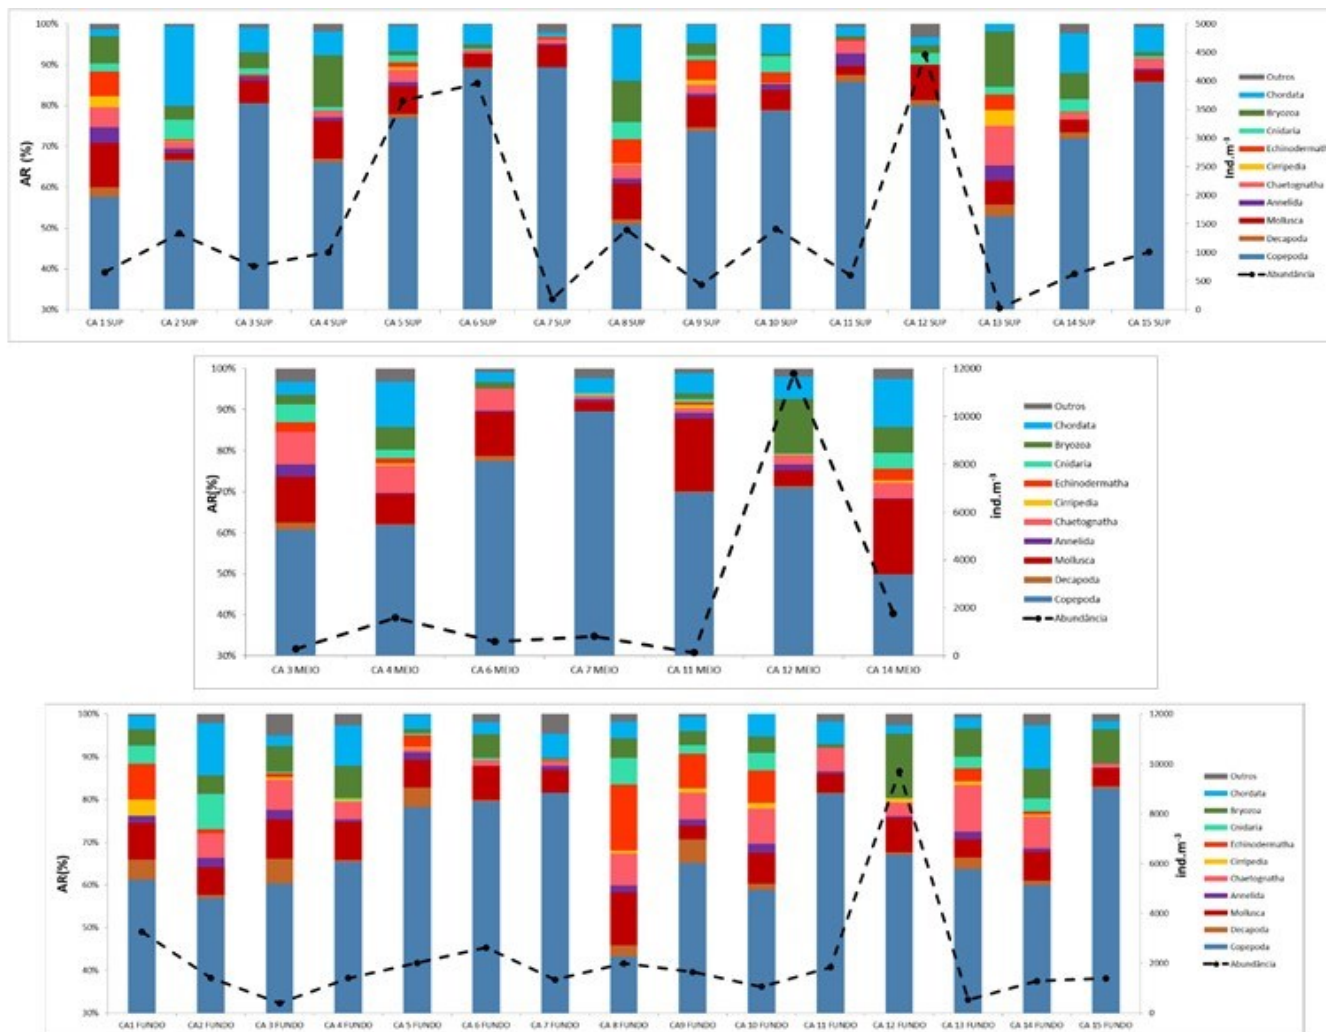 100%
90%
80%
70%
60%
50%
40%
30%
AR (%)
5000
4500
4000
3500
3000
2500
2000
1500
1000
500
0
Ind.m⁻³
Outros
Chordata
Bryozoa
Cnidaria
Echinodermatha
Cirripedia
Chaetognatha
Annelida
Mollusca
Decapoda
Copepoda
Abundância
CA 1 SUP CA 2 SUP CA 3 SUP CA 4 SUP CA 5 SUP CA 6 SUP CA 7 SUP CA 8 SUP CA 9 SUP CA 10 SUP CA 11 SUP CA 12 SUP CA 13 SUP CA 14 SUP CA 15 SUP
100%
90%
80%
70%
60%
50%
40%
30%
AR(%)
12000
10000
8000
6000
4000
2000
0
ind.m⁻³
Outros
Chordata
Bryozoa
Cnidaria
Echinodermatha
Cirripedia
Chaetognatha
Annelida
Mollusca
Decapoda
Copepoda
Abundância
CA 3 MEIO CA 4 MEIO CA 6 MEIO CA 7 MEIO CA 11 MEIO CA 12 MEIO CA 14 MEIO
100%
90%
80%
70%
60%
50%
40%
30%
AR(%)
12000
10000
8000
6000
4000
2000
0
ind.m⁻³
Outros
Chordata
Bryozoa
Cnidaria
Echinodermatha
Cirripedia
Chaetognatha
Annelida
Mollusca
Decapoda
Copepoda
Abundância
CA1 FUNDO CA2 FUNDO CA 3 FUNDO CA 4 FUNDO CA 5 FUNDO CA 6 FUNDO CA 7 FUNDO CA 8 FUNDO CA9 FUNDO CA 10 FUNDO CA 11 FUNDO CA 12 FUNDO CA 13 FUNDO CA 14 FUNDO CA 15 FUNDO